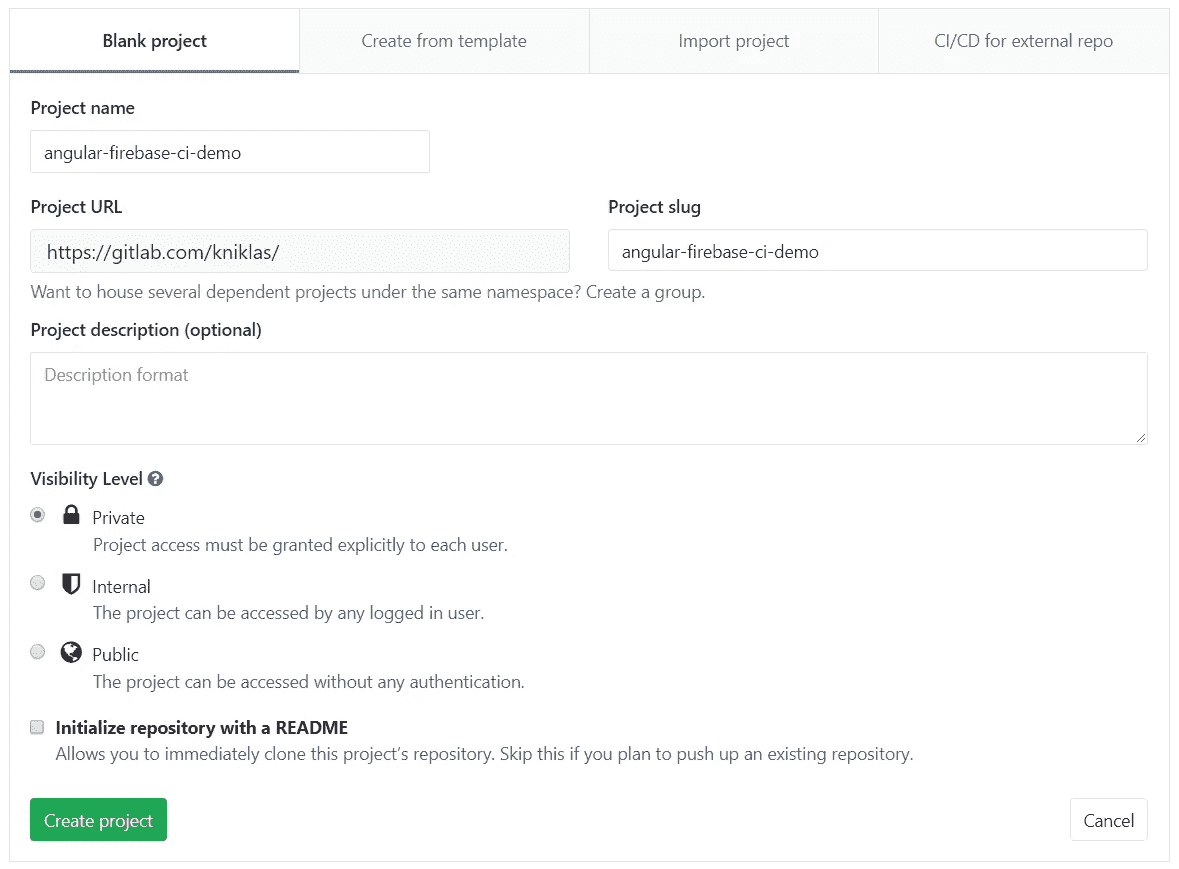 Blank project
Create from template
Import project
CI/CD for external repo
Project name
angular-firebase-ci-demo
Project URL
Project slug
https://gitlab.com/kniklas/
angular-firebase-ci-demo
Want to house several dependent projects under the same namespace? Create a group.
Project description (optional)
Description format
Visibility Level
Private
Project access must be granted explicitly to each user.
Internal
The project can be accessed by any logged in user.
Public
The project can be accessed without any authentication.
Initialize repository with a README
Allows you to immediately clone this project’s repository. Skip this if you plan to push up an existing repository.
Create project
Cancel